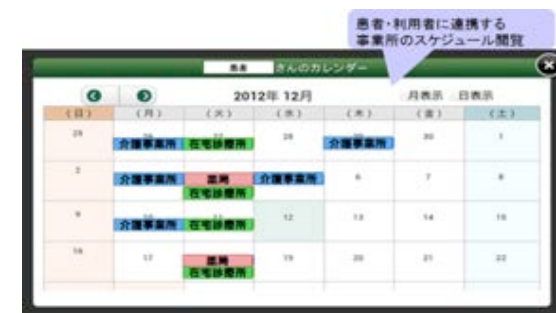 患者・利用者に連携する
事業所のスケジュール閲覧
患者 さんのカレンダー
2012年 12月 月表示 日表示
(日) (月) (火) (水) (木) (金) (土)
25 28 30 1
介護事業所 在宅診療所 介護事業所
2 6 7 8
介護事業所 薬局 介護事業所
在宅診療所
9 12 13 14 15
介護事業所 在宅診療所
16 17 19 20 21 22
薬局
在宅診療所